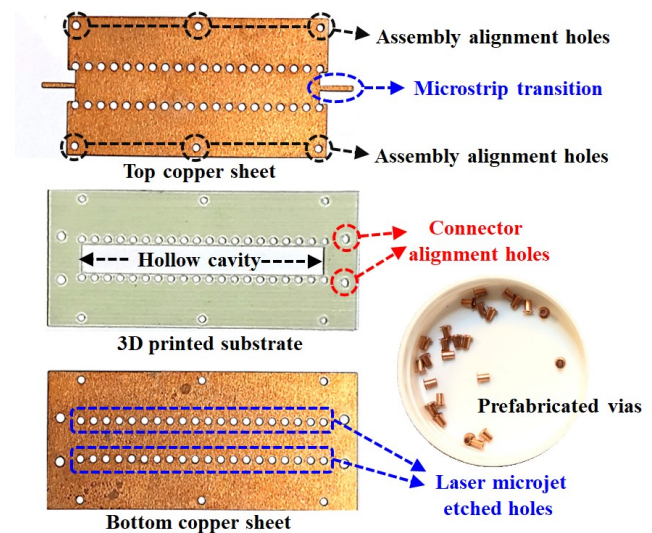 Assembly alignment holes
Microstrip transition
Assembly alignment holes
Top copper sheet
Connector
alignment holes
Hollow cavity
3D printed substrate
Prefabricated vias
Laser microjet
etched holes
Bottom copper sheet